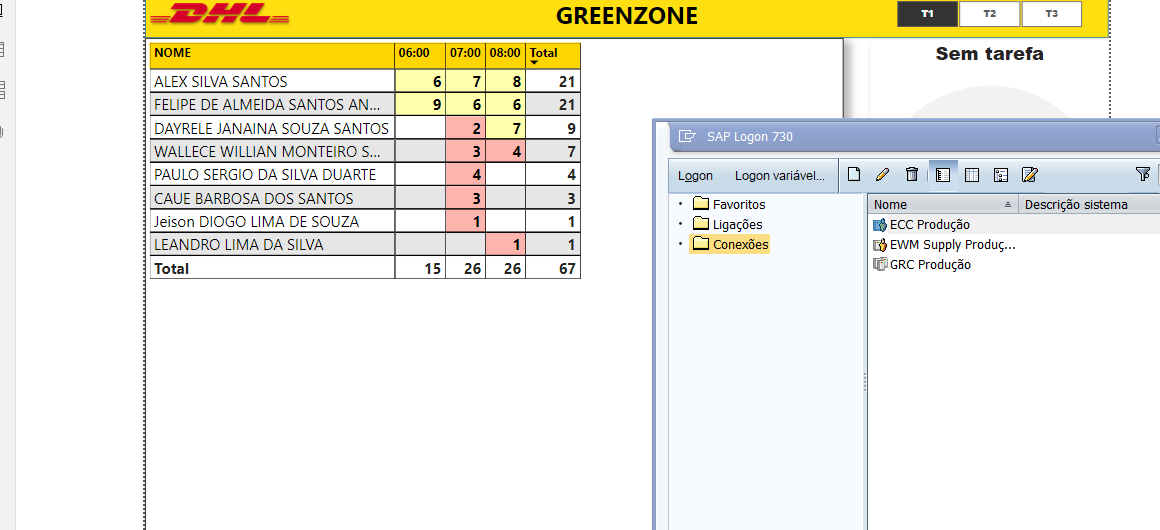 DHL
GREENZONE
T1 T2 T3
NOME 06:00 07:00 08:00 Total
ALEX SILVA SANTOS 6 7 8 21
FELIPE DE ALMEIDA SANTOS AN... 9 6 6 21
DAYRELE JANAINA SOUZA SANTOS 2 7 9
WALLECE WILLIAN MONTEIRO S... 3 4 7
PAULO SERGIO DA SILVA DUARTE 4 4
CAUE BARBOSA DOS SANTOS 3 3
Jeison DIOGO LIMA DE SOUZA 1 1
LEANDRO LIMA DA SILVA 1 1
Total 15 26 26 67
Sem tarefa
SAP Logon 730
Logon Logon variável...
Favoritos
Ligações
Conexões
Nome Descrição sistema
ECC Produção
EWM Supply Produç...
GRC Produção